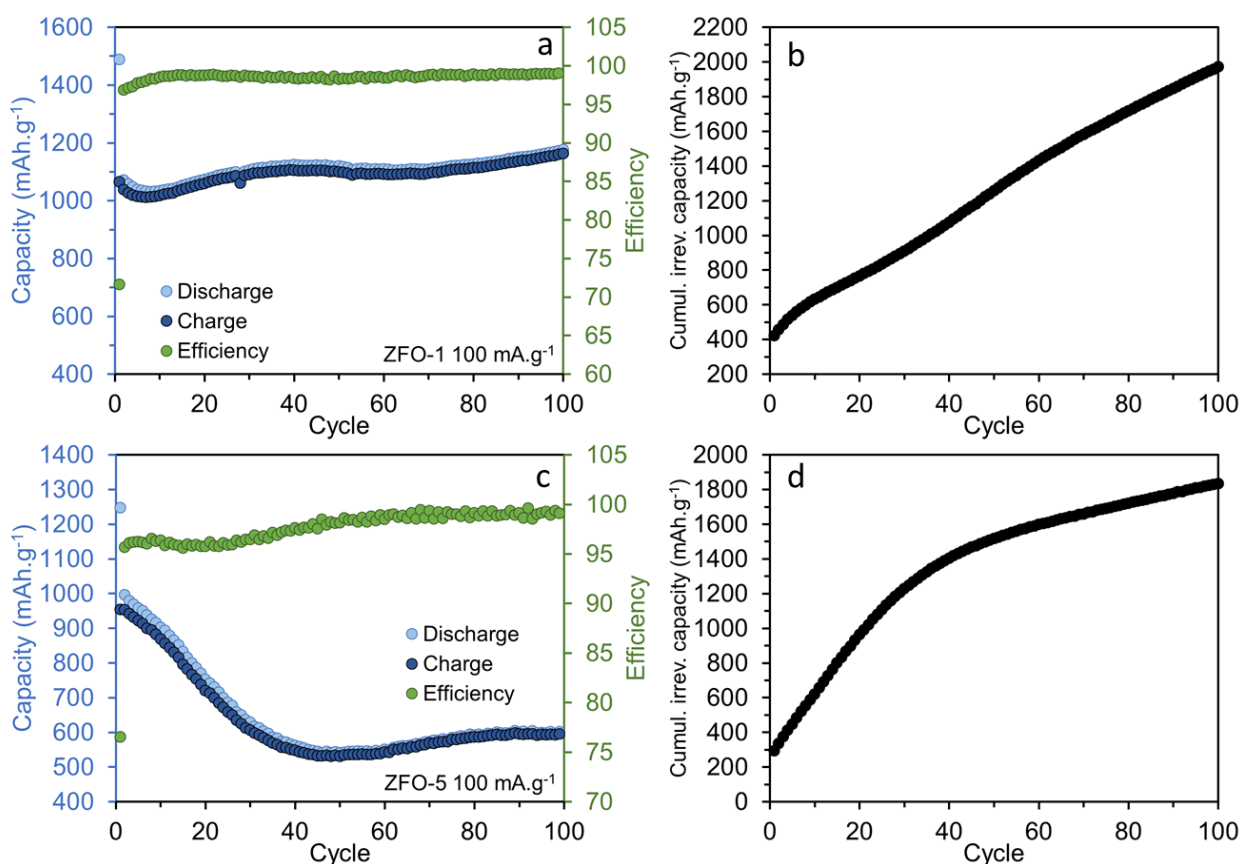 a
Capacity (mAh.g⁻¹)
1600
1400
1200
1000
800
600
400
Efficiency
105
100
95
90
85
80
75
70
65
60
Discharge
Charge
Efficiency
ZFO-1 100 mA.g⁻¹
0 20 40 60 80 100
Cycle
b
Cumul. irrev. capacity (mAh.g⁻¹)
2200
2000
1800
1600
1400
1200
1000
800
600
400
200
0 20 40 60 80 100
Cycle
c
Capacity (mAh.g⁻¹)
1400
1300
1200
1100
1000
900
800
700
600
500
400
Efficiency
105
100
95
90
85
80
75
70
Discharge
Charge
Efficiency
ZFO-5 100 mA.g⁻¹
0 20 40 60 80 100
Cycle
d
Cumul. irrev. capacity (mAh.g⁻¹)
2000
1800
1600
1400
1200
1000
800
600
400
200
0
0 20 40 60 80 100
Cycle